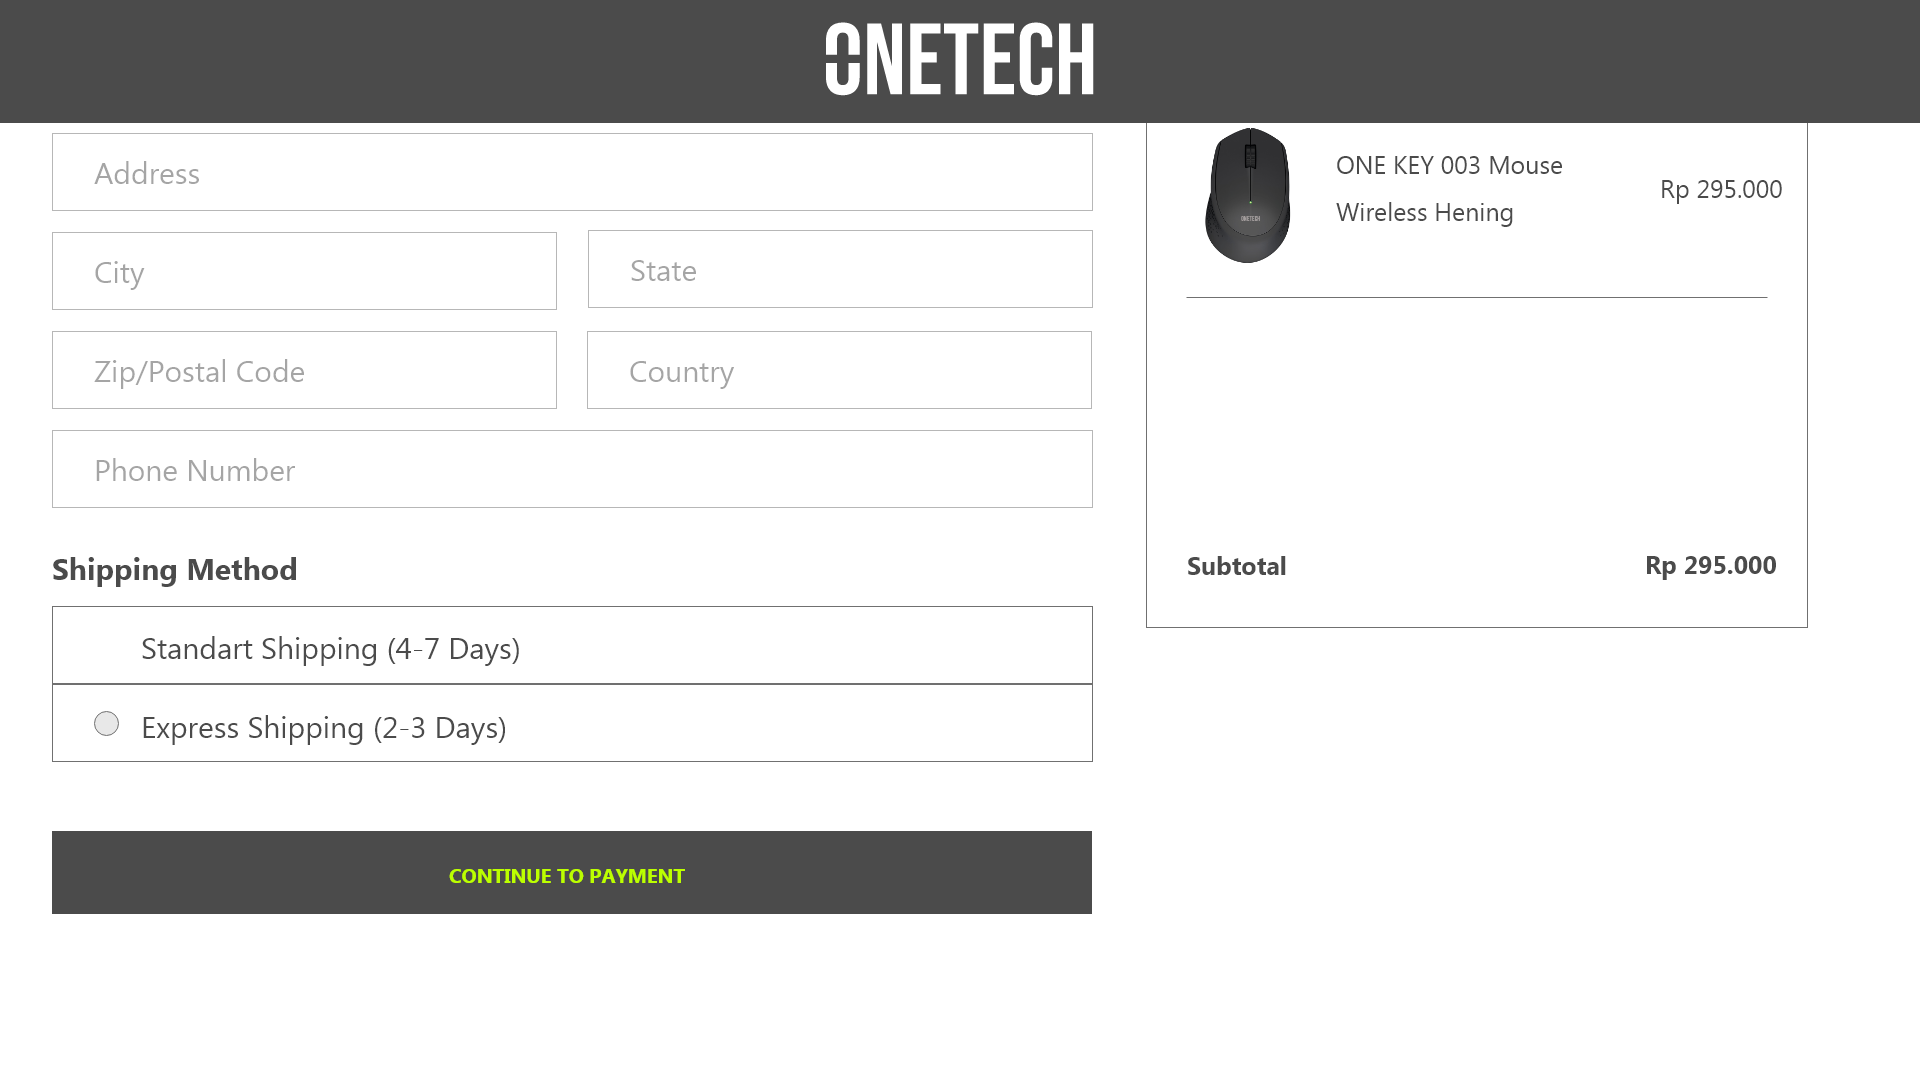 ONETECH
Address
City
State
Zip/Postal Code
Country
Phone Number
Shipping Method
Standart Shipping (4-7 Days)
Express Shipping (2-3 Days)
CONTINUE TO PAYMENT
ONETECH
ONE KEY 003 Mouse
Wireless Hening
Rp 295.000
Subtotal
Rp 295.000